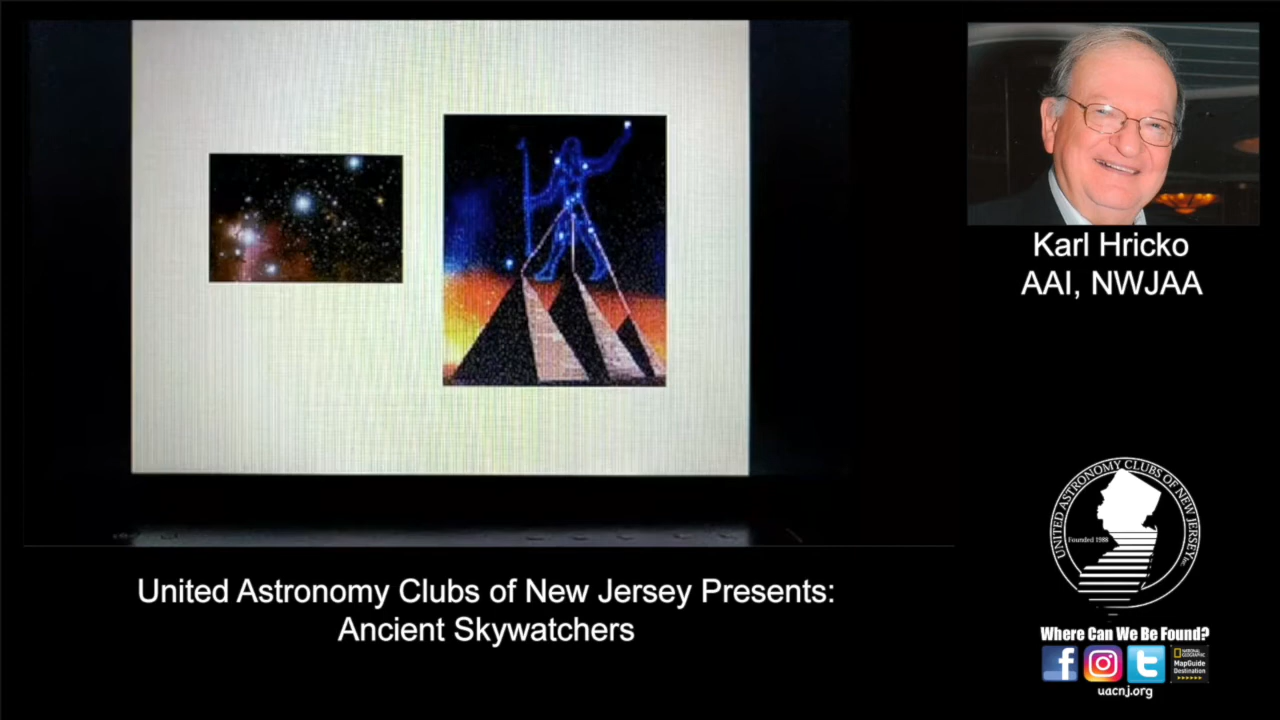 Karl Hricko
AAI, NWJAA
United Astronomy Clubs of New Jersey Presents:
Ancient Skywatchers
UNITED ASTRONOMY CLUBS OF NEW JERSEY Inc.
Founded 1988
Where Can We Be Found?
NATIONAL GEOGRAPHIC
MapGuide
Destination
uacnj.org